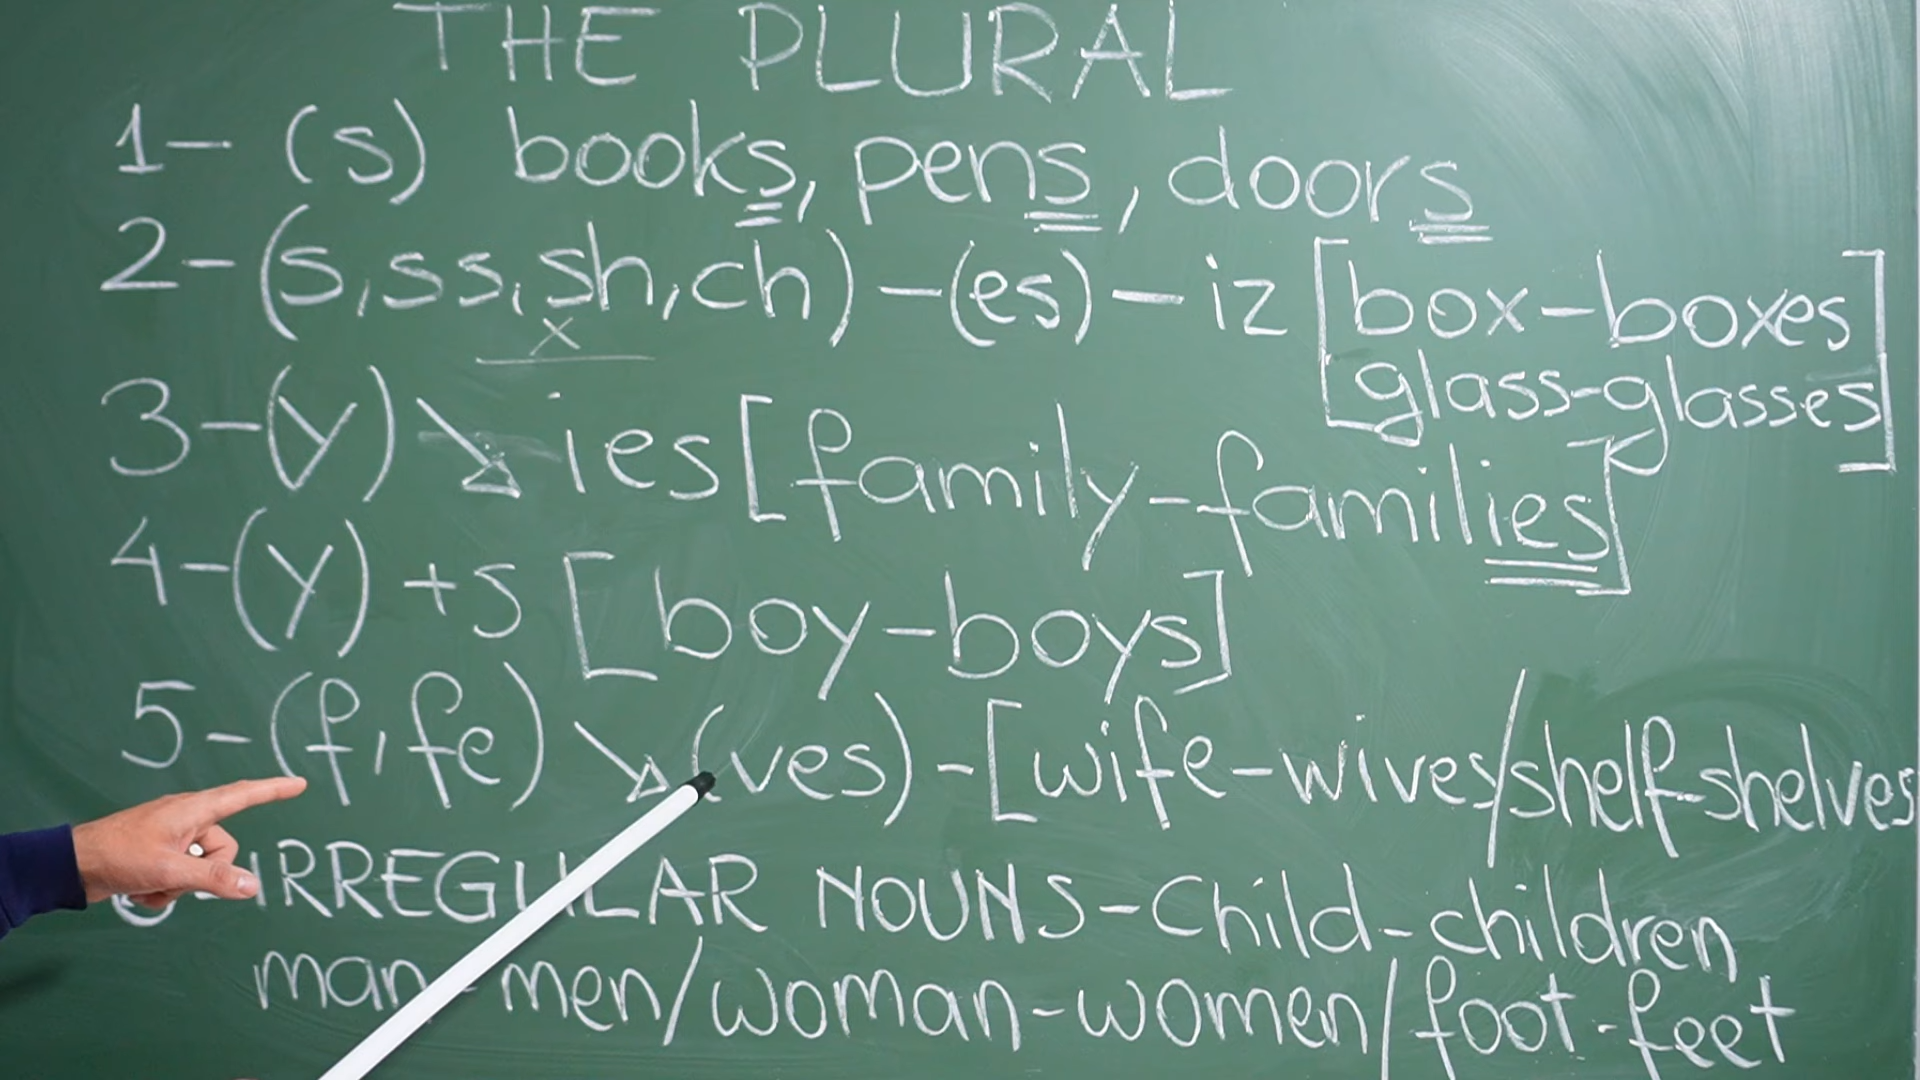 THE PLURAL
1- (s) books, pens, doors
2- (s,ss,sh,ch) - (es) - iz [box-boxes
x
glass-glasses]
3-(y) ↘ ies [family-families]
4-(y) +s [boy-boys]
5-(f,fe) ↘ (ves) - [wife-wives/shelf-shelves
IRREGULAR NOUNS-Child-children
man-men/woman-women/foot-feet